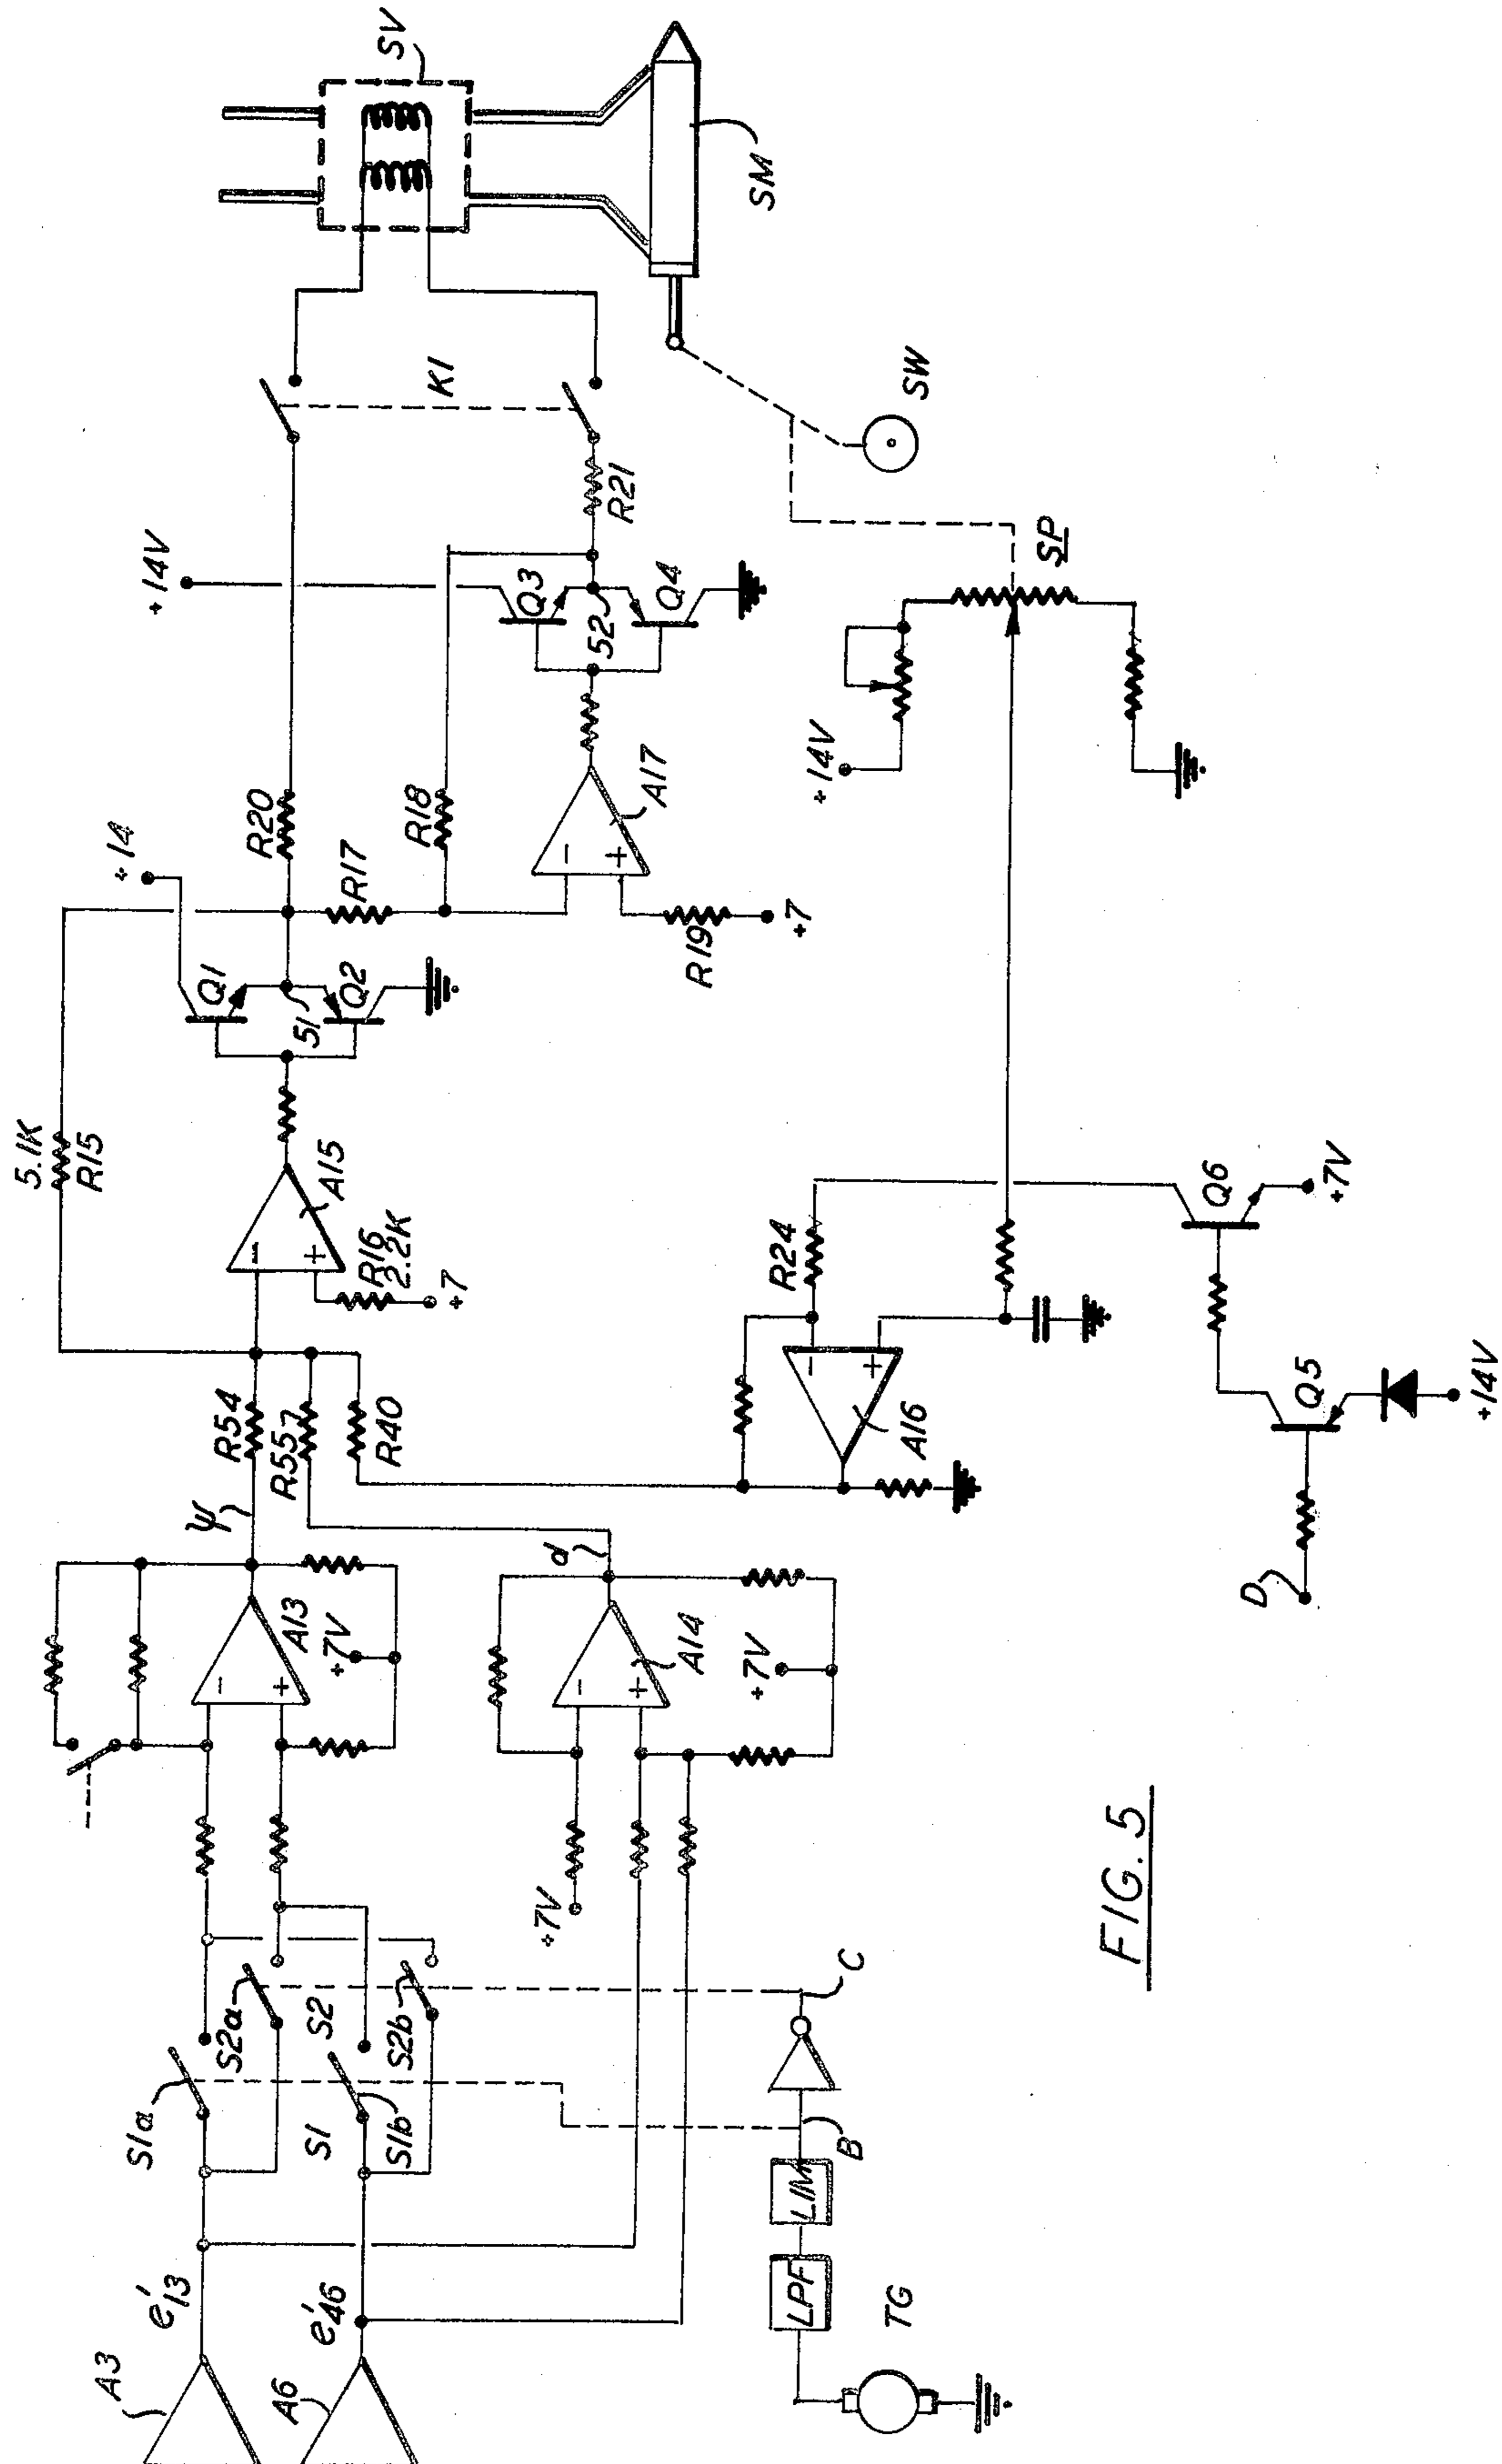 A3
e'13
A6
e'46
S1a
S2a
S1
S2
S1b
S2b
LPF
LIM
TG
B
C
+7V
A13
-
+
+7V
ψ
A14
-
+
+7V
d
R54
R557
R40
5.1K
R15
A15
-
+
R16
2.2K
+7
Q1
51
Q2
+14
R20
R17
R18
R19
+7
A17
-
+
+14V
Q3
52
Q4
R21
K1
SV
SM
SW
SP
+14V
A16
-
+
R24
Q6
+7V
Q5
+14V
D
FIG. 5